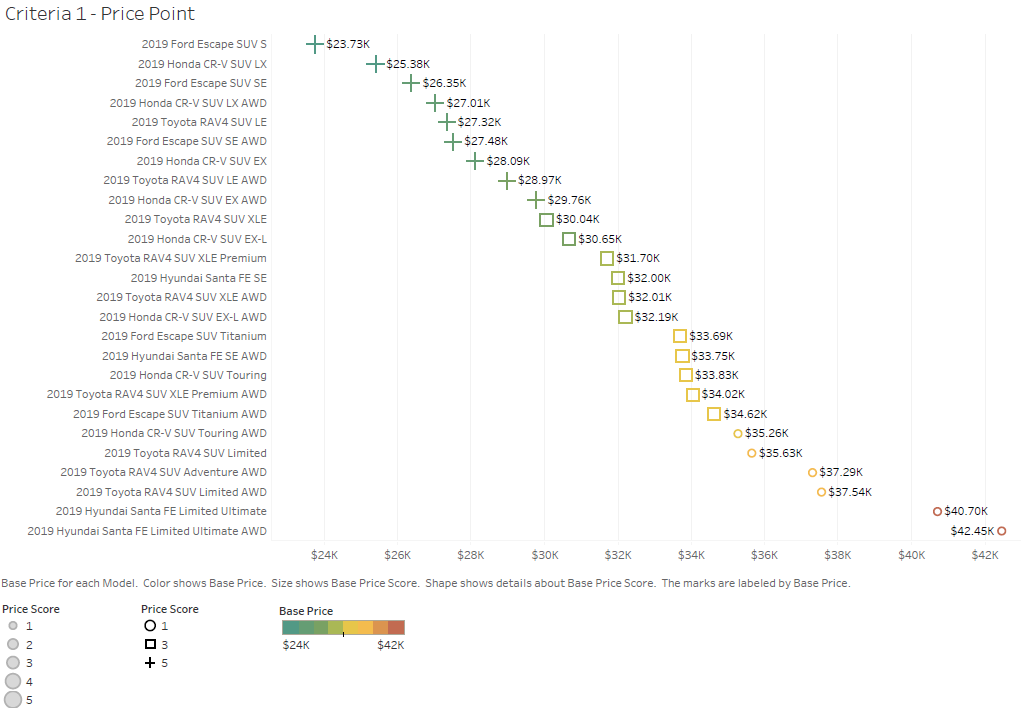 Criteria 1 - Price Point
2019 Ford Escape SUV S $23.73K
2019 Honda CR-V SUV LX $25.38K
2019 Ford Escape SUV SE $26.35K
2019 Honda CR-V SUV LX AWD $27.01K
2019 Toyota RAV4 SUV LE $27.32K
2019 Ford Escape SUV SE AWD $27.48K
2019 Honda CR-V SUV EX $28.09K
2019 Toyota RAV4 SUV LE AWD $28.97K
2019 Honda CR-V SUV EX AWD $29.76K
2019 Toyota RAV4 SUV XLE $30.04K
2019 Honda CR-V SUV EX-L $30.65K
2019 Toyota RAV4 SUV XLE Premium $31.70K
2019 Hyundai Santa FE SE $32.00K
2019 Toyota RAV4 SUV XLE AWD $32.01K
2019 Honda CR-V SUV EX-L AWD $32.19K
2019 Ford Escape SUV Titanium $33.69K
2019 Hyundai Santa FE SE AWD $33.75K
2019 Honda CR-V SUV Touring $33.83K
2019 Toyota RAV4 SUV XLE Premium AWD $34.02K
2019 Ford Escape SUV Titanium AWD $34.62K
2019 Honda CR-V SUV Touring AWD $35.26K
2019 Toyota RAV4 SUV Limited $35.63K
2019 Toyota RAV4 SUV Adventure AWD $37.29K
2019 Toyota RAV4 SUV Limited AWD $37.54K
2019 Hyundai Santa FE Limited Ultimate $40.70K
2019 Hyundai Santa FE Limited Ultimate AWD $42.45K
$24K $26K $28K $30K $32K $34K $36K $38K $40K $42K
Base Price for each Model. Color shows Base Price. Size shows Base Price Score. Shape shows details about Base Price Score. The marks are labeled by Base Price.
Price Score
1
2
3
4
5
Price Score
1
3
5
Base Price
$24K $42K